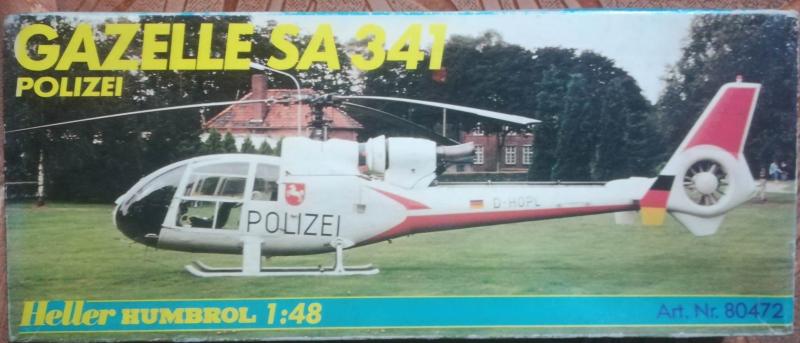 GAZELLE SA 341
POLIZEI
POLIZEI
D-HOPL
Heller HUMBROL 1:48
Art. Nr. 80472